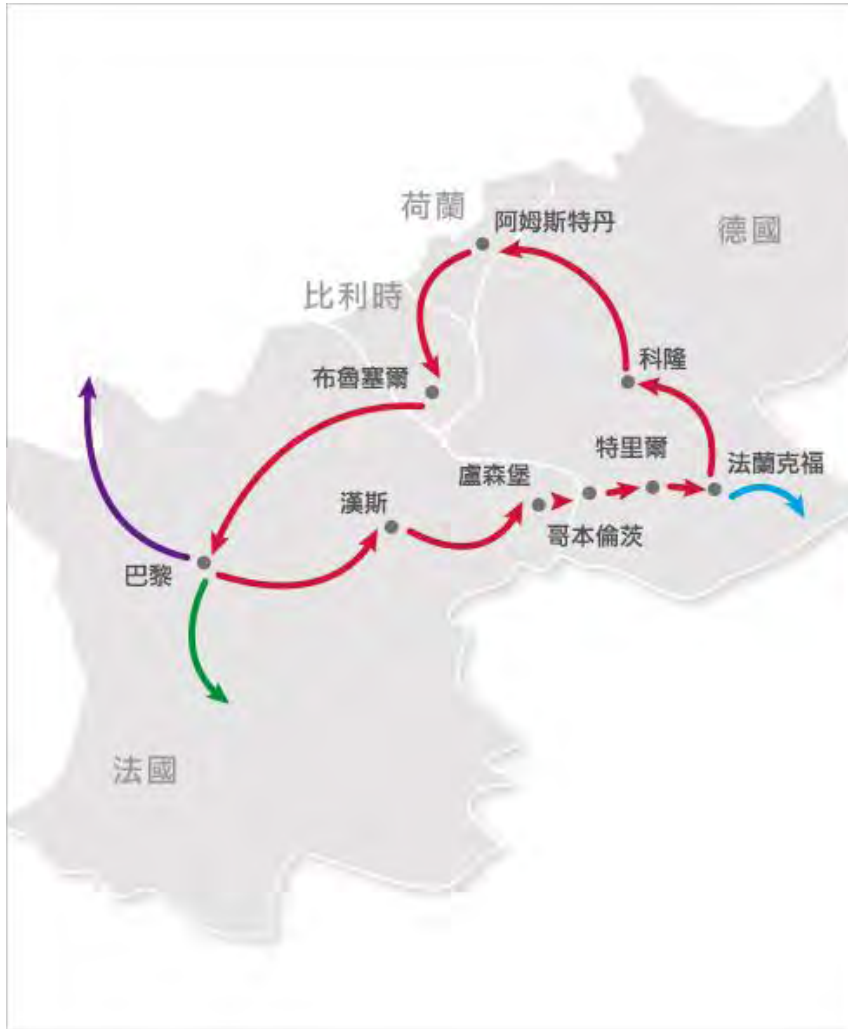 荷蘭
阿姆斯特丹
德國
比利時
科隆
布魯塞爾
特里爾
法蘭克福
盧森堡
漢斯
哥本倫茨
巴黎
法國